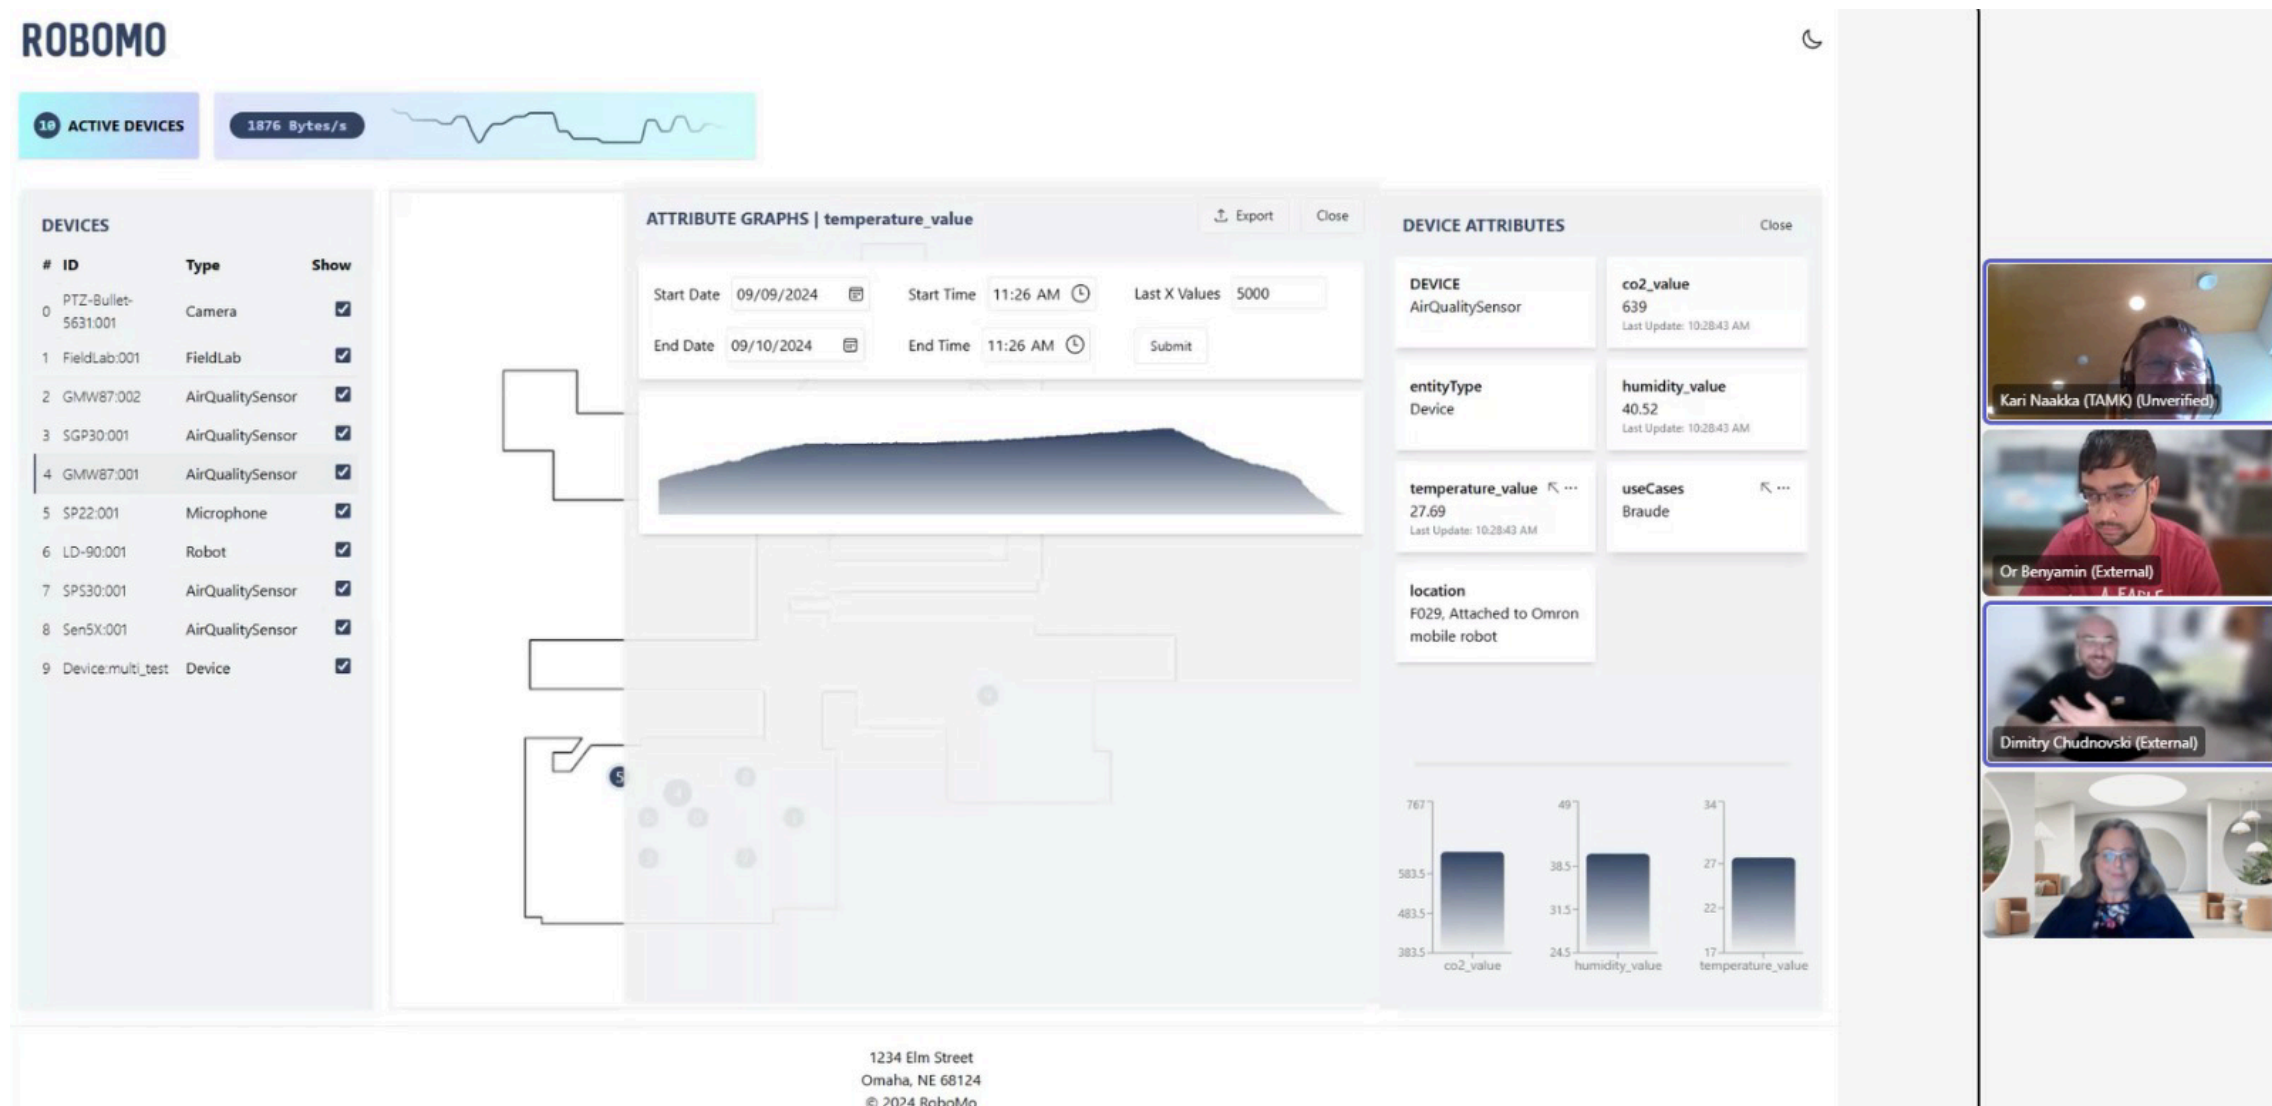 ROBOMO
10 ACTIVE DEVICES
1876 Bytes/s
DEVICES
# ID Type Show
0 PTZ-Bullet-5631:001 Camera
1 FieldLab:001 FieldLab
2 GMW87:002 AirQualitySensor
3 SGP30:001 AirQualitySensor
4 GMW87:001 AirQualitySensor
5 SP22:001 Microphone
6 LD-90:001 Robot
7 SPS30:001 AirQualitySensor
8 Sen5X:001 AirQualitySensor
9 Device:multi_test Device
ATTRIBUTE GRAPHS | temperature_value
Export
Close
Start Date 09/09/2024 Start Time 11:26 AM Last X Values 5000
End Date 09/10/2024 End Time 11:26 AM Submit
5
DEVICE ATTRIBUTES
Close
DEVICE
AirQualitySensor
co2_value
639
Last Update: 10:28:43 AM
entityType
Device
humidity_value
40.52
Last Update: 10:28:43 AM
temperature_value
27.69
Last Update: 10:28:43 AM
useCases
Braude
location
F029, Attached to Omron
mobile robot
767
583.5
483.5
383.5
co2_value
49
38.5
31.5
24.5
humidity_value
34
27
22
17
temperature_value
1234 Elm Street
Omaha, NE 68124
© 2024 RoboMo
Kari Naakka (TAMK) (Unverified)
Or Benyamin (External)
Dimitry Chudnovski (External)